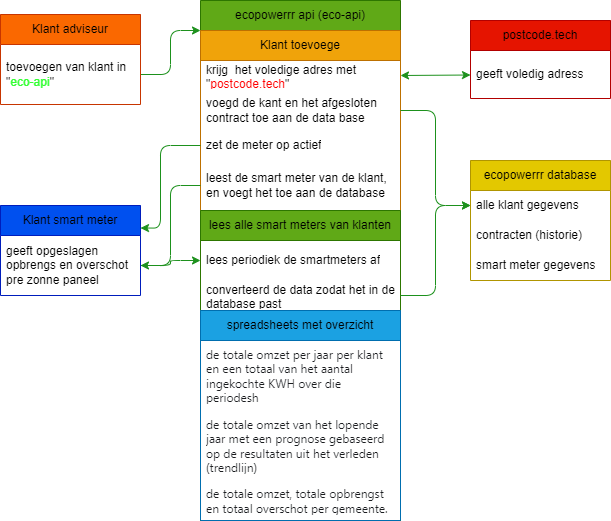 Klant adviseur
toevoegen van klant in
"eco-api"
ecopowerrr api (eco-api)
Klant toevoege
krijg het voledige adres met
"postcode.tech"
voegd de kant en het afgesloten
contract toe aan de data base
zet de meter op actief
leest de smart meter van de klant,
en voegt het toe aan de database
postcode.tech
geeft voledig adress
ecopowerrr database
alle klant gegevens
contracten (historie)
smart meter gegevens
Klant smart meter
geeft opgeslagen
opbrengs en overschot
pre zonne paneel
lees alle smart meters van klanten
lees periodiek de smartmeters af
converteerd de data zodat het in de
database past
spreadsheets met overzicht
de totale omzet per jaar per klant
en een totaal van het aantal
ingekochte KWH over die
periodesh
de totale omzet van het lopende
jaar met een prognose gebaseerd
op de resultaten uit het verleden
(trendlijn)
de totale omzet, totale opbrengst
en totaal overschot per gemeente.